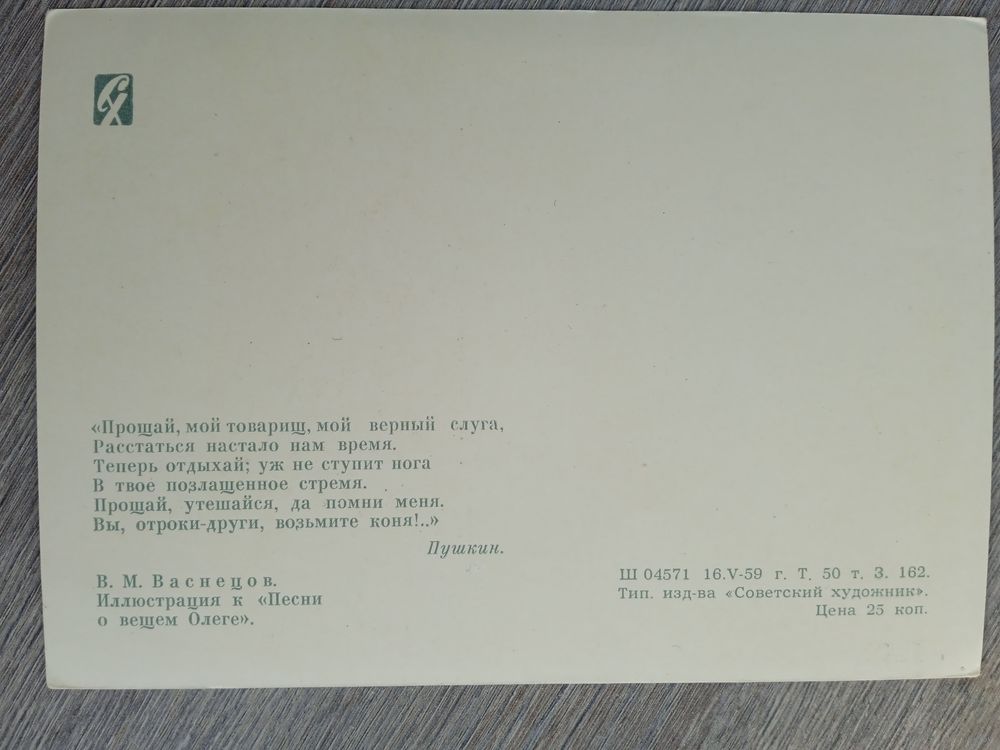 СХ
«Прощай, мой товарищ, мой верный слуга,
Расстаться настало нам время.
Теперь отдыхай; уж не ступит нога
В твое позлащенное стремя.
Прощай, утешайся, да помни меня.
Вы, отроки-други, возьмите коня!..»
Пушкин.
В. М. Васнецов.
Иллюстрация к «Песни
о вещем Олеге».
Ш 04571 16.V-59 г. Т. 50 т. З. 162.
Тип. изд-ва «Советский художник».
Цена 25 коп.